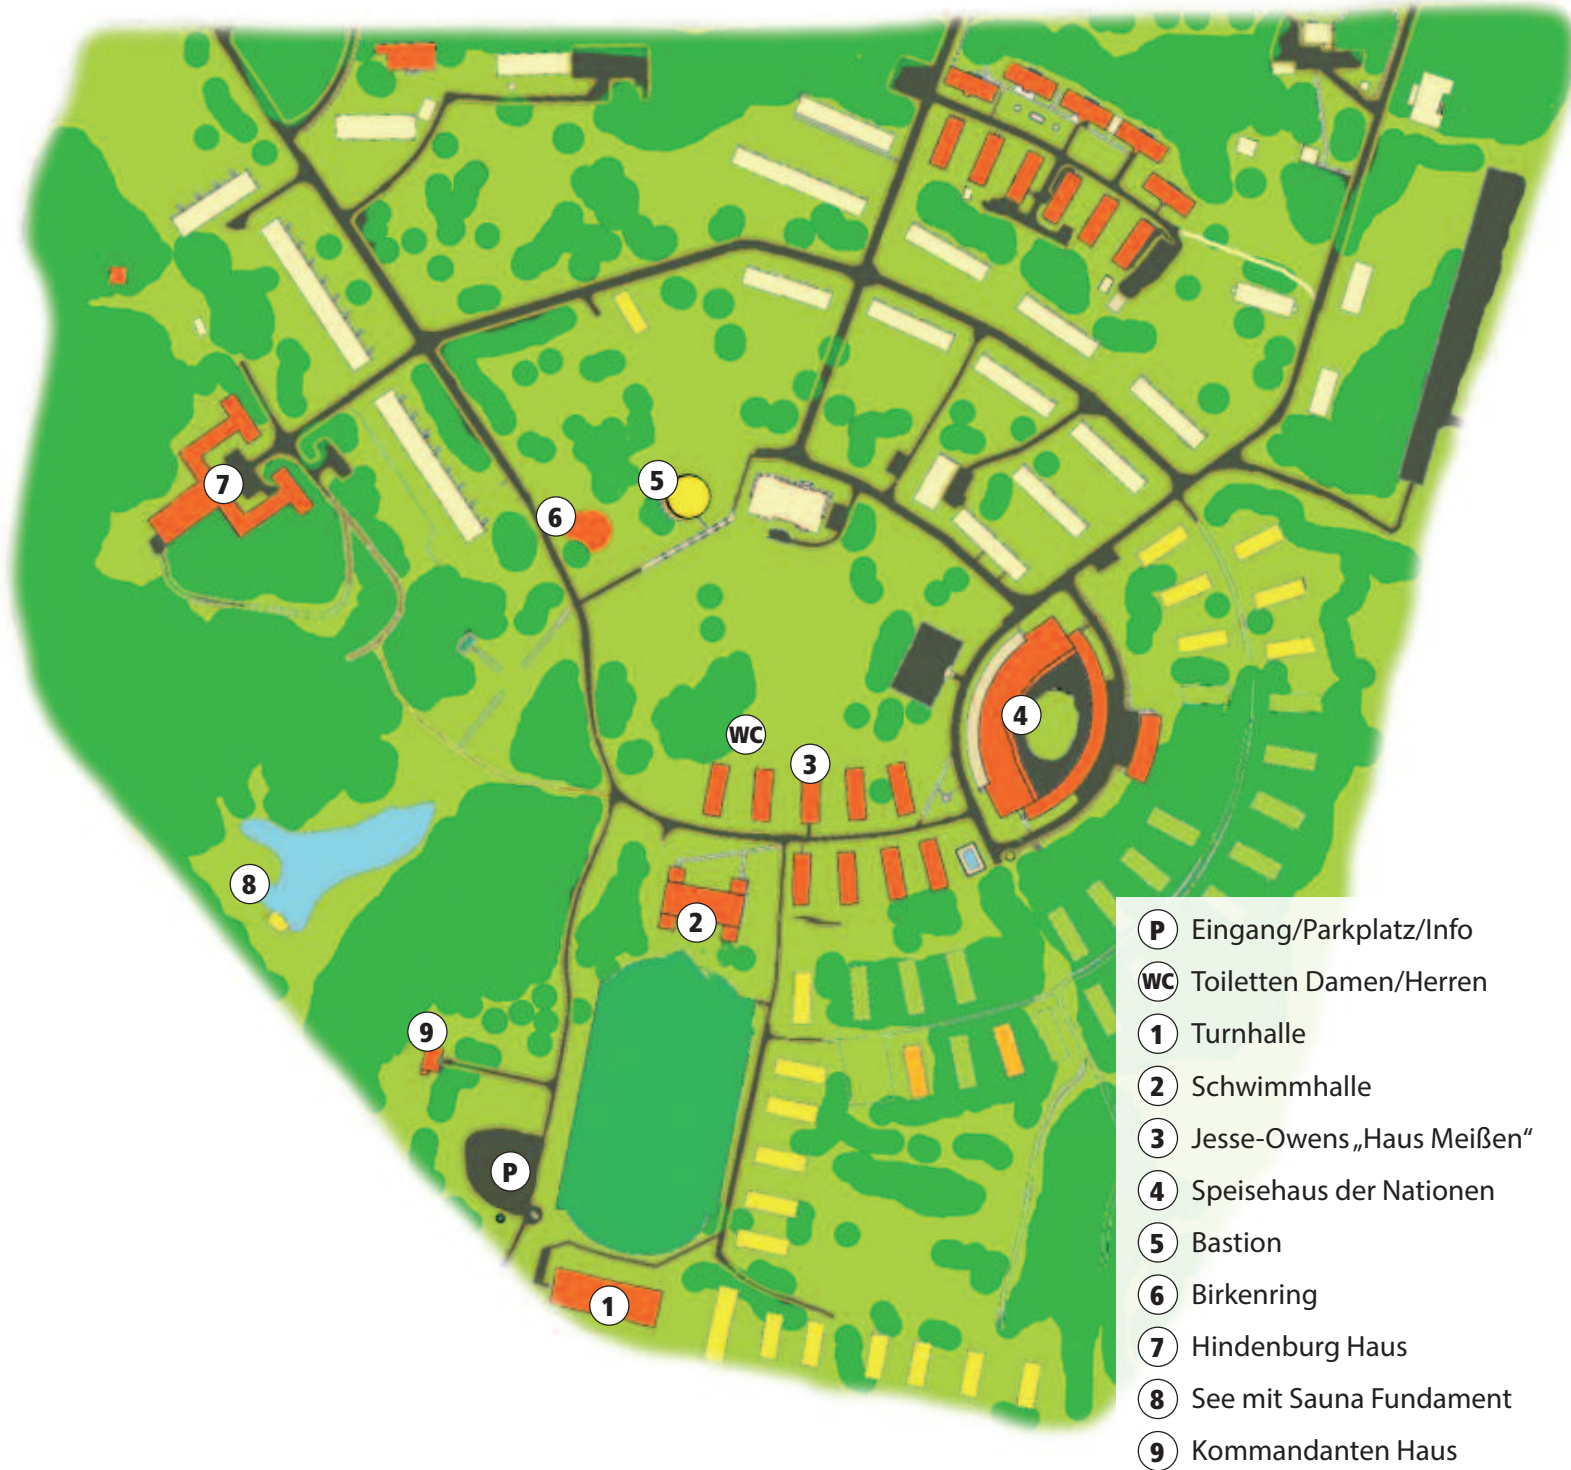 7
5
6
4
WC
3
8
2
9
P
1
P Eingang/Parkplatz/Info
WC Toiletten Damen/Herren
1 Turnhalle
2 Schwimmhalle
3 Jesse-Owens „Haus Meißen“
4 Speisehaus der Nationen
5 Bastion
6 Birkenring
7 Hindenburg Haus
8 See mit Sauna Fundament
9 Kommandanten Haus